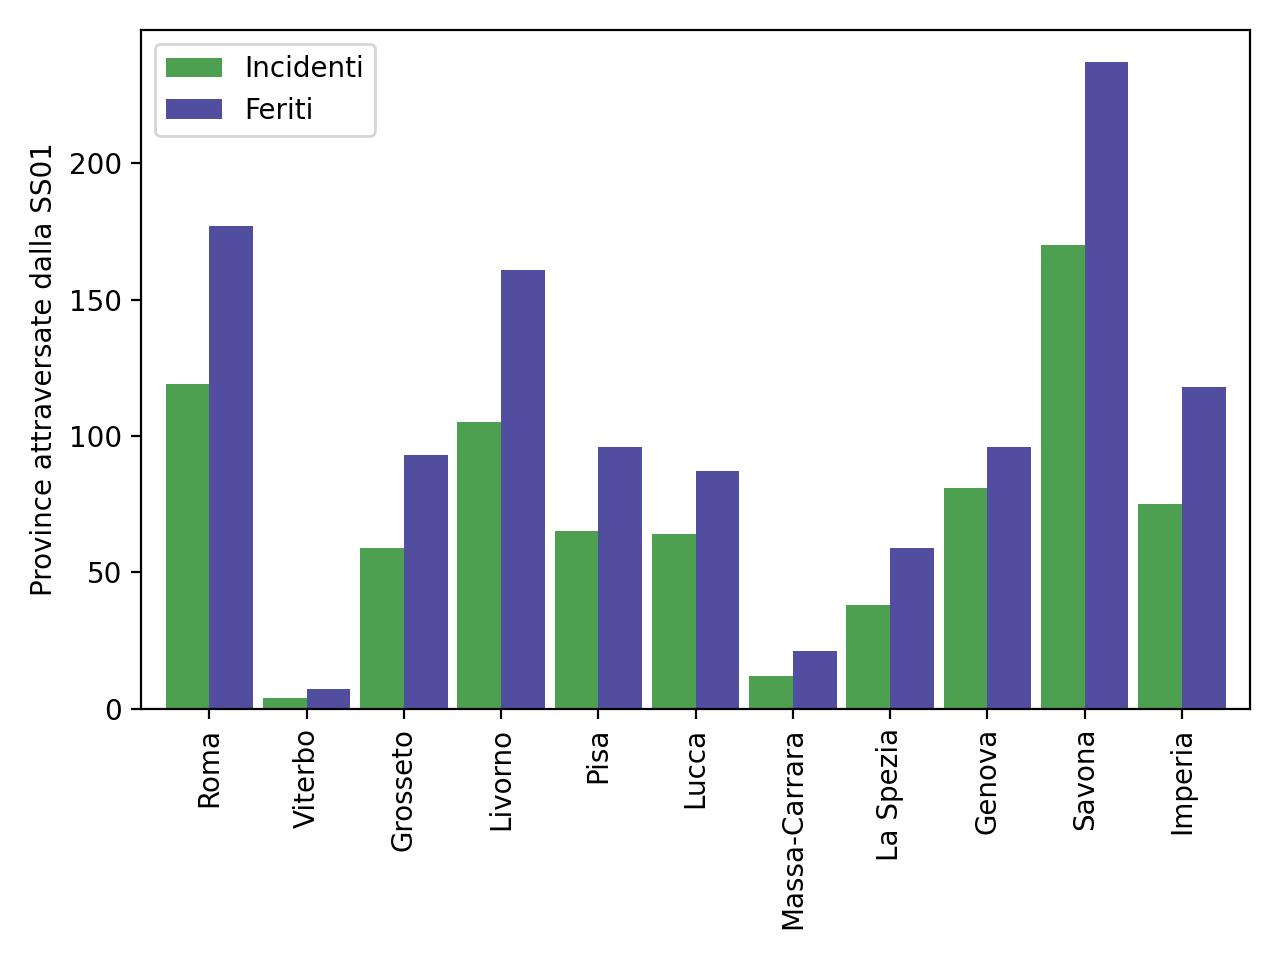 Incidenti
Feriti
Province attraversate dalla SS01
200
150
100
50
0
Roma
Viterbo
Grosseto
Livorno
Pisa
Lucca
Massa-Carrara
La Spezia
Genova
Savona
Imperia